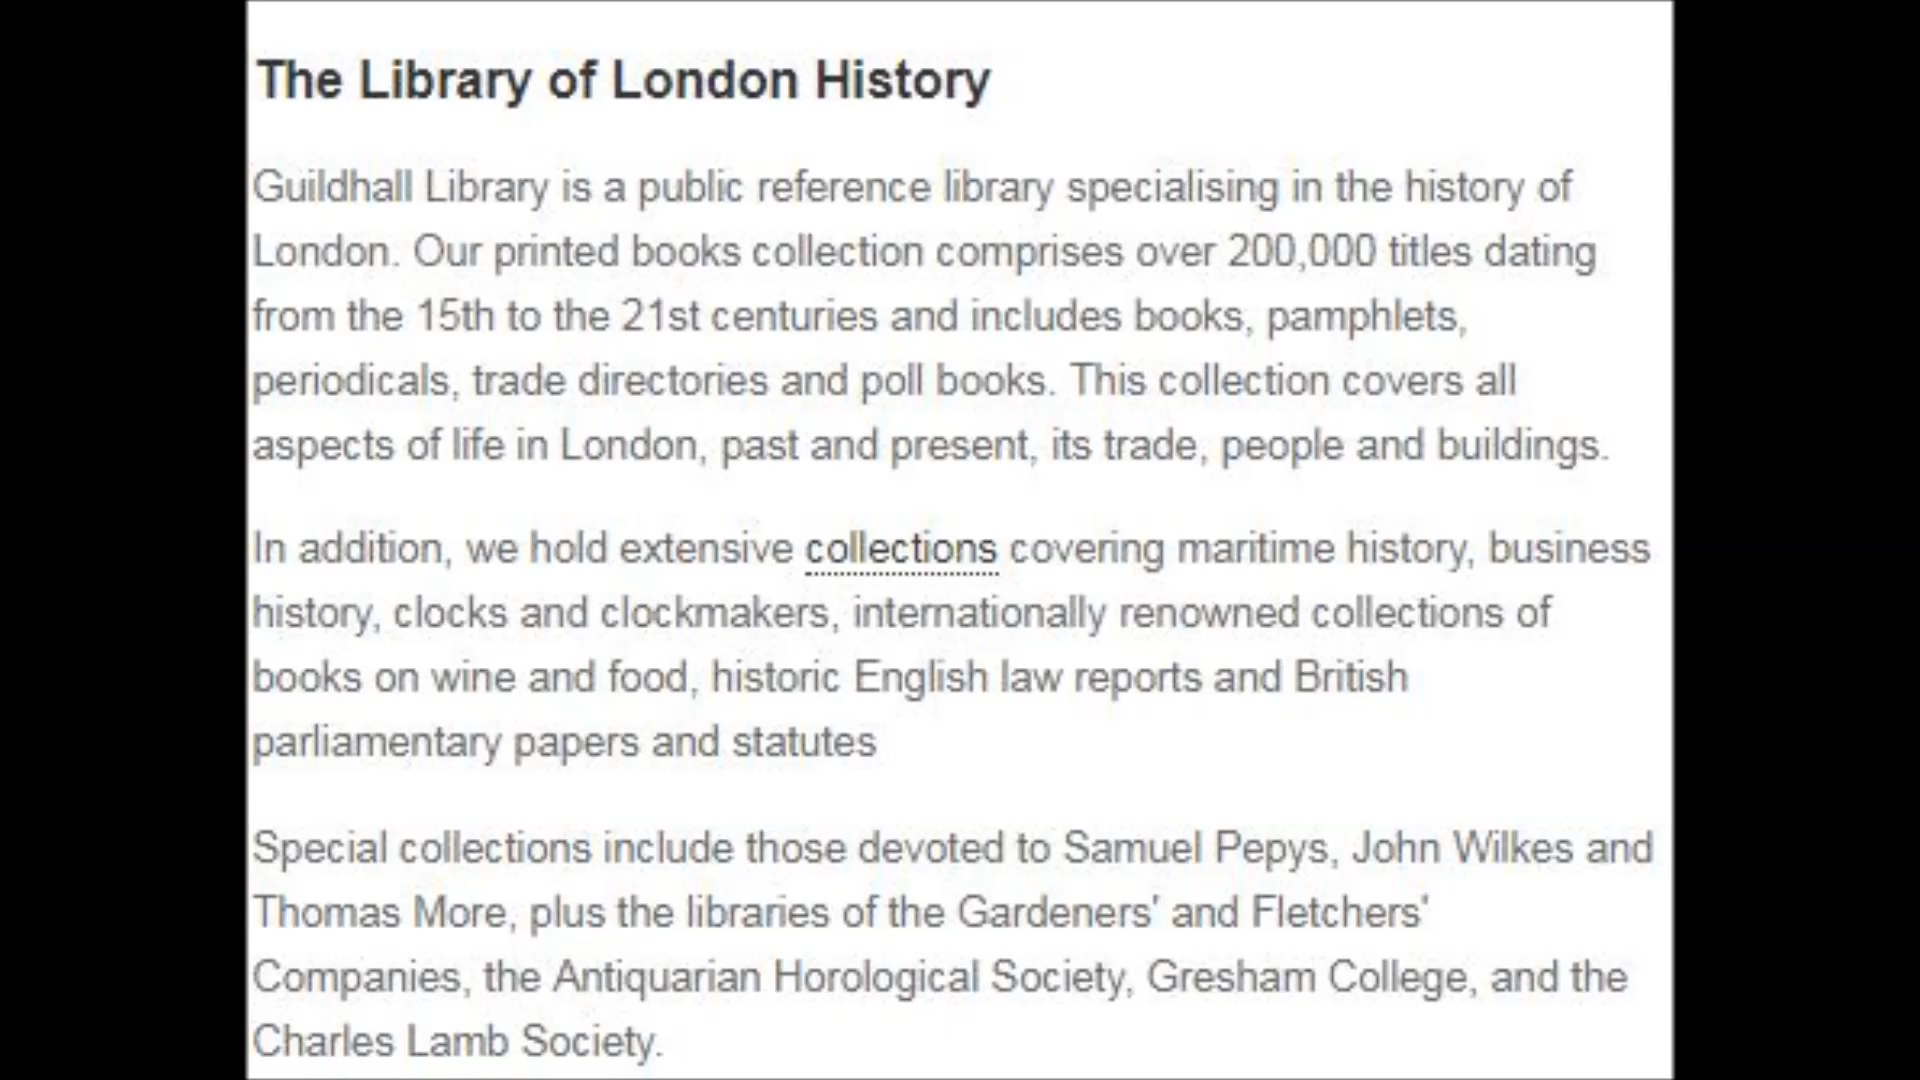 The Library of London History
Guildhall Library is a public reference library specialising in the history of
London. Our printed books collection comprises over 200,000 titles dating
from the 15th to the 21st centuries and includes books, pamphlets,
periodicals, trade directories and poll books. This collection covers all
aspects of life in London, past and present, its trade, people and buildings.
In addition, we hold extensive collections covering maritime history, business
history, clocks and clockmakers, internationally renowned collections of
books on wine and food, historic English law reports and British
parliamentary papers and statutes
Special collections include those devoted to Samuel Pepys, John Wilkes and
Thomas More, plus the libraries of the Gardeners' and Fletchers'
Companies, the Antiquarian Horological Society, Gresham College, and the
Charles Lamb Society.